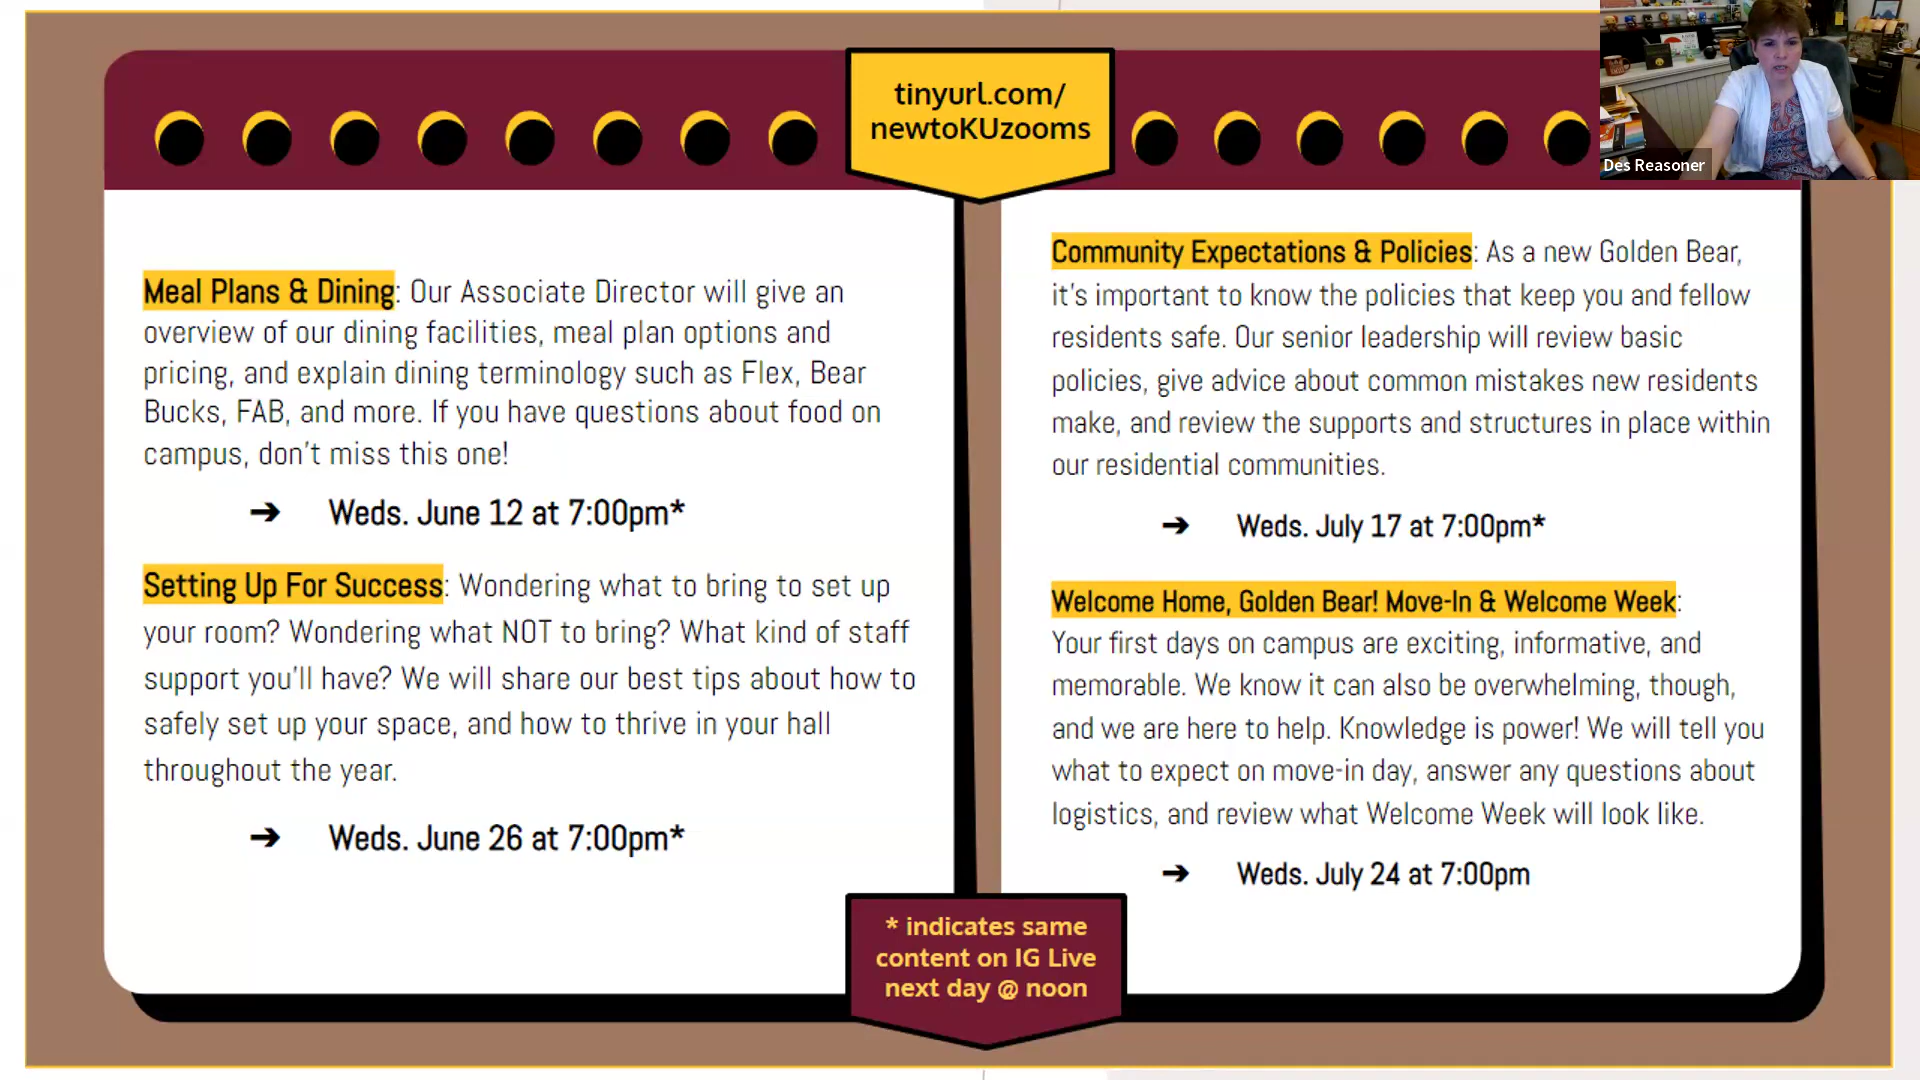 tinyurl.com/
newtoKUzooms
Des Reasoner
Meal Plans & Dining: Our Associate Director will give an
overview of our dining facilities, meal plan options and
pricing, and explain dining terminology such as Flex, Bear
Bucks, FAB, and more. If you have questions about food on
campus, don't miss this one!
➔ Weds. June 12 at 7:00pm*
Setting Up For Success: Wondering what to bring to set up
your room? Wondering what NOT to bring? What kind of staff
support you'll have? We will share our best tips about how to
safely set up your space, and how to thrive in your hall
throughout the year.
➔ Weds. June 26 at 7:00pm*
Community Expectations & Policies: As a new Golden Bear,
it's important to know the policies that keep you and fellow
residents safe. Our senior leadership will review basic
policies, give advice about common mistakes new residents
make, and review the supports and structures in place within
our residential communities.
➔ Weds. July 17 at 7:00pm*
Welcome Home, Golden Bear! Move-In & Welcome Week:
Your first days on campus are exciting, informative, and
memorable. We know it can also be overwhelming, though,
and we are here to help. Knowledge is power! We will tell you
what to expect on move-in day, answer any questions about
logistics, and review what Welcome Week will look like.
➔ Weds. July 24 at 7:00pm
* indicates same
content on IG Live
next day @ noon